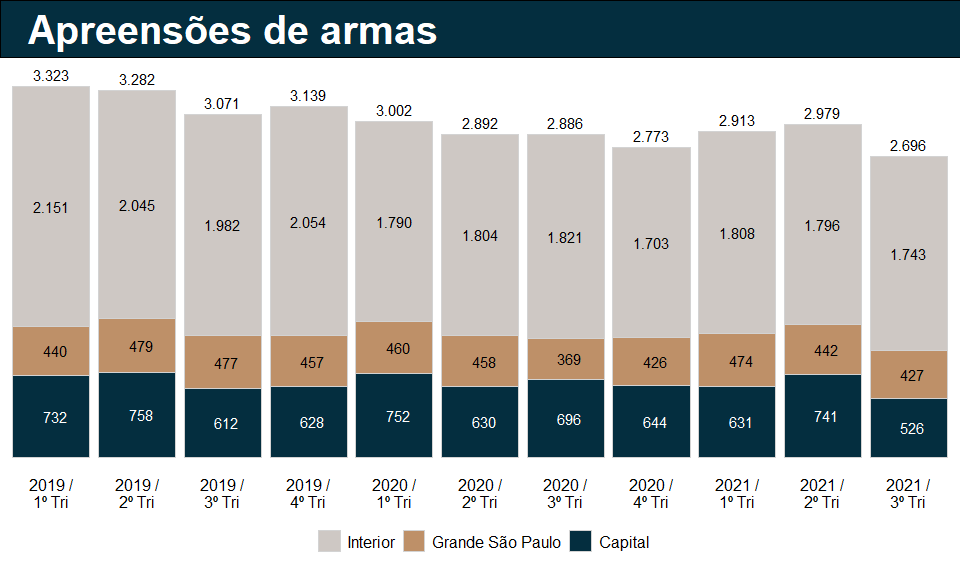 Apreensões de armas
3.323 3.282 3.071 3.139 3.002 2.892 2.886 2.773 2.913 2.979 2.696
2.151 2.045 1.982 2.054 1.790 1.804 1.821 1.703 1.808 1.796 1.743
440 479 477 457 460 458 369 426 474 442 427
732 758 612 628 752 630 696 644 631 741 526
2019 / 2019 / 2019 / 2019 / 2020 / 2020 / 2020 / 2020 / 2021 / 2021 / 2021 /
1º Tri 2º Tri 3º Tri 4º Tri 1º Tri 2º Tri 3º Tri 4º Tri 1º Tri 2º Tri 3º Tri
Interior Grande São Paulo Capital